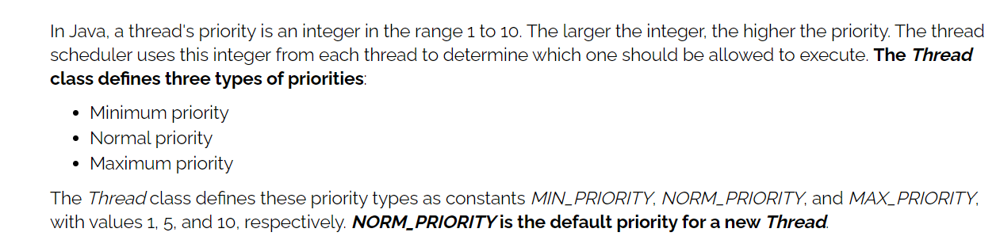 In Java, a thread's priority is an integer in the range 1 to 10. The larger the integer, the higher the priority. The thread
scheduler uses this integer from each thread to determine which one should be allowed to execute. The Thread
class defines three types of priorities:
• Minimum priority
• Normal priority
• Maximum priority
The Thread class defines these priority types as constants MIN_PRIORITY, NORM_PRIORITY, and MAX_PRIORITY,
with values 1, 5, and 10, respectively. NORM_PRIORITY is the default priority for a new Thread.